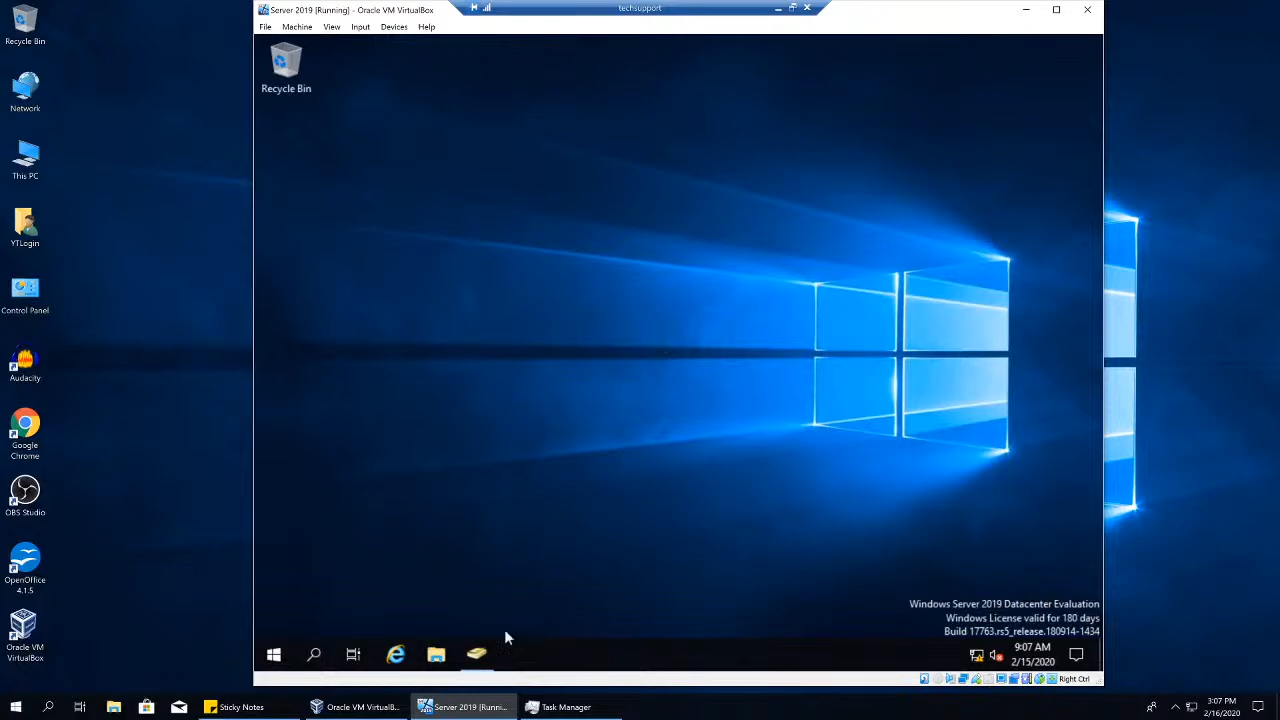 techsupport
Server 2019 [Running] - Oracle VM VirtualBox
File Machine View Input Devices Help
Recycle Bin
Network
This PC
YTLogin
Control Panel
Audacity
Google
Chrome
OBS Studio
OpenOffice
4.1.5
Oracle VM
VirtualBox
Recycle Bin
Windows Server 2019 Datacenter Evaluation
Windows License valid for 180 days
Build 17763.rs5_release.180914-1434
9:07 AM
2/15/2020
Right Ctrl
Sticky Notes
Oracle VM VirtualB...
Server 2019 [Runni...
Task Manager
3:07 PM
2/16/2020